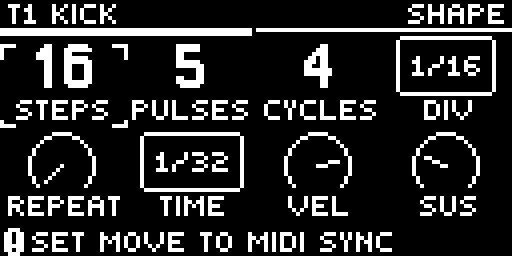 T1 KICK SHAPE
16 5 4 1/16
STEPS PULSES CYCLES DIV
1/32
REPEAT TIME VEL SUS
! SET MOVE TO MIDI SYNC